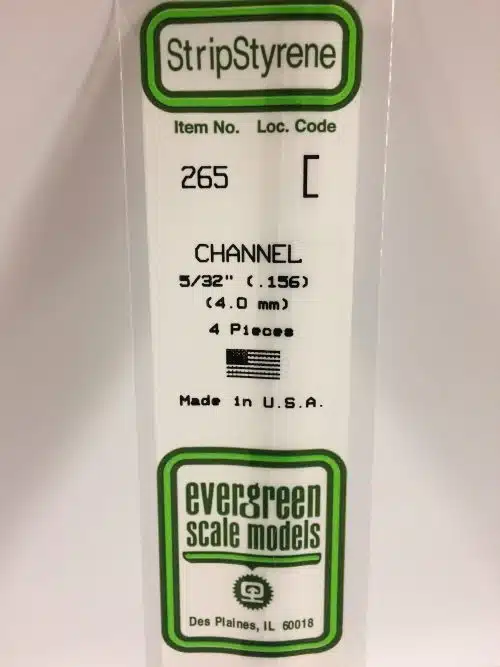 StripStyrene
Item No. Loc. Code
265
CHANNEL
5/32" (.156)
(4.0 mm)
4 Pieces
Made in U.S.A.
evergreen
scale models
Des Plaines, IL 60018